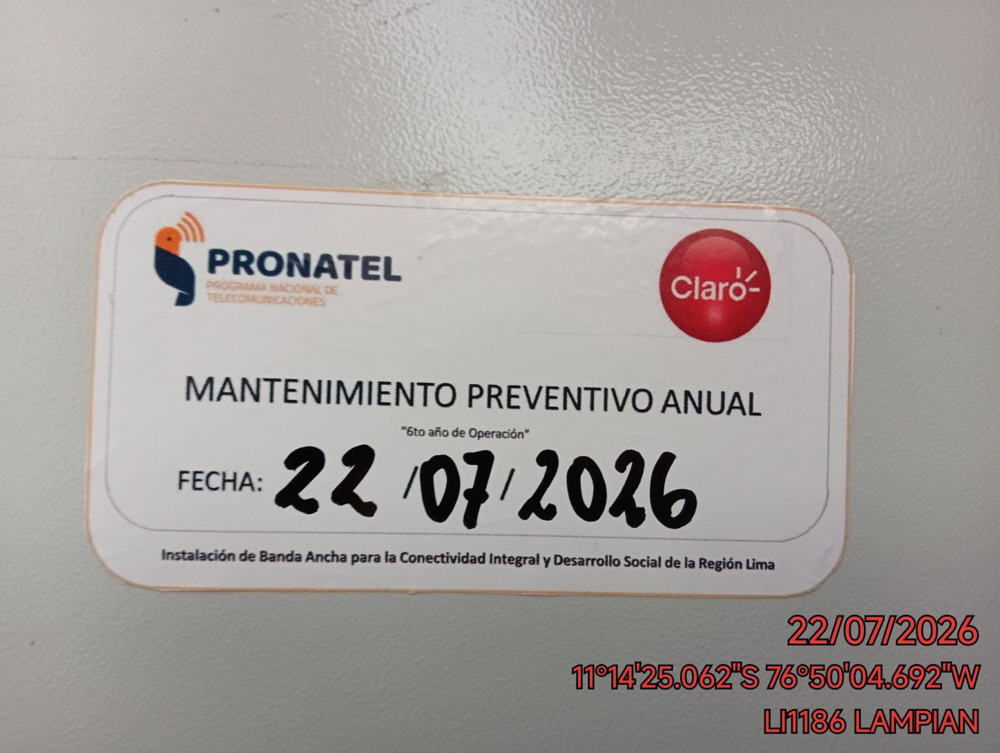 PRONATEL
PROGRAMA NACIONAL DE
TELECOMUNICACIONES
Claro
MANTENIMIENTO PREVENTIVO ANUAL
"6to año de Operación"
FECHA: 22/07/2026
Instalación de Banda Ancha para la Conectividad Integral y Desarrollo Social de la Región Lima
22/07/2026
11°14'25.062"S 76°50'04.692"W
LI1186 LAMPIAN